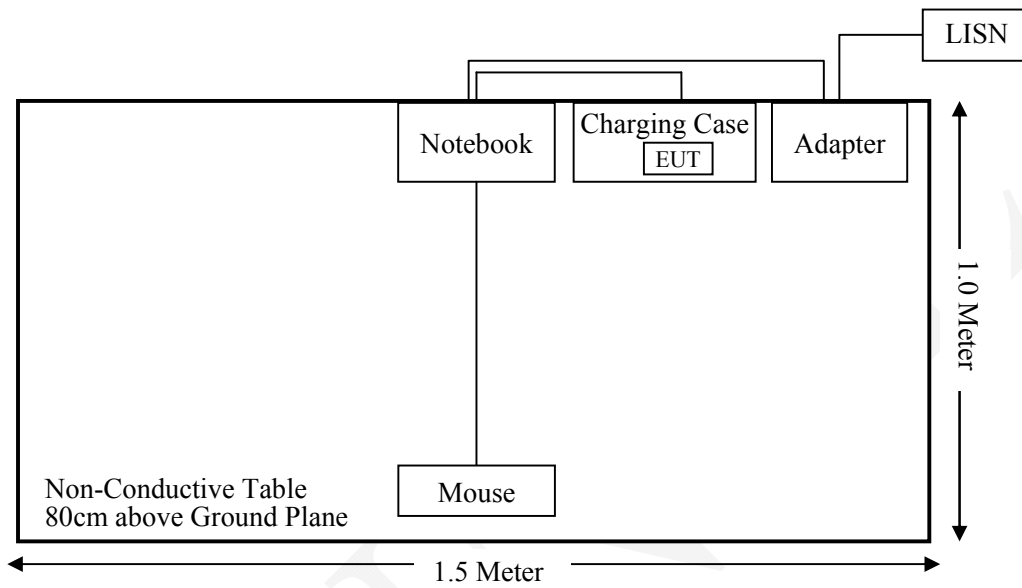 LISN
Notebook
Charging Case
EUT
Adapter
1.0 Meter
Mouse
Non-Conductive Table
80cm above Ground Plane
1.5 Meter